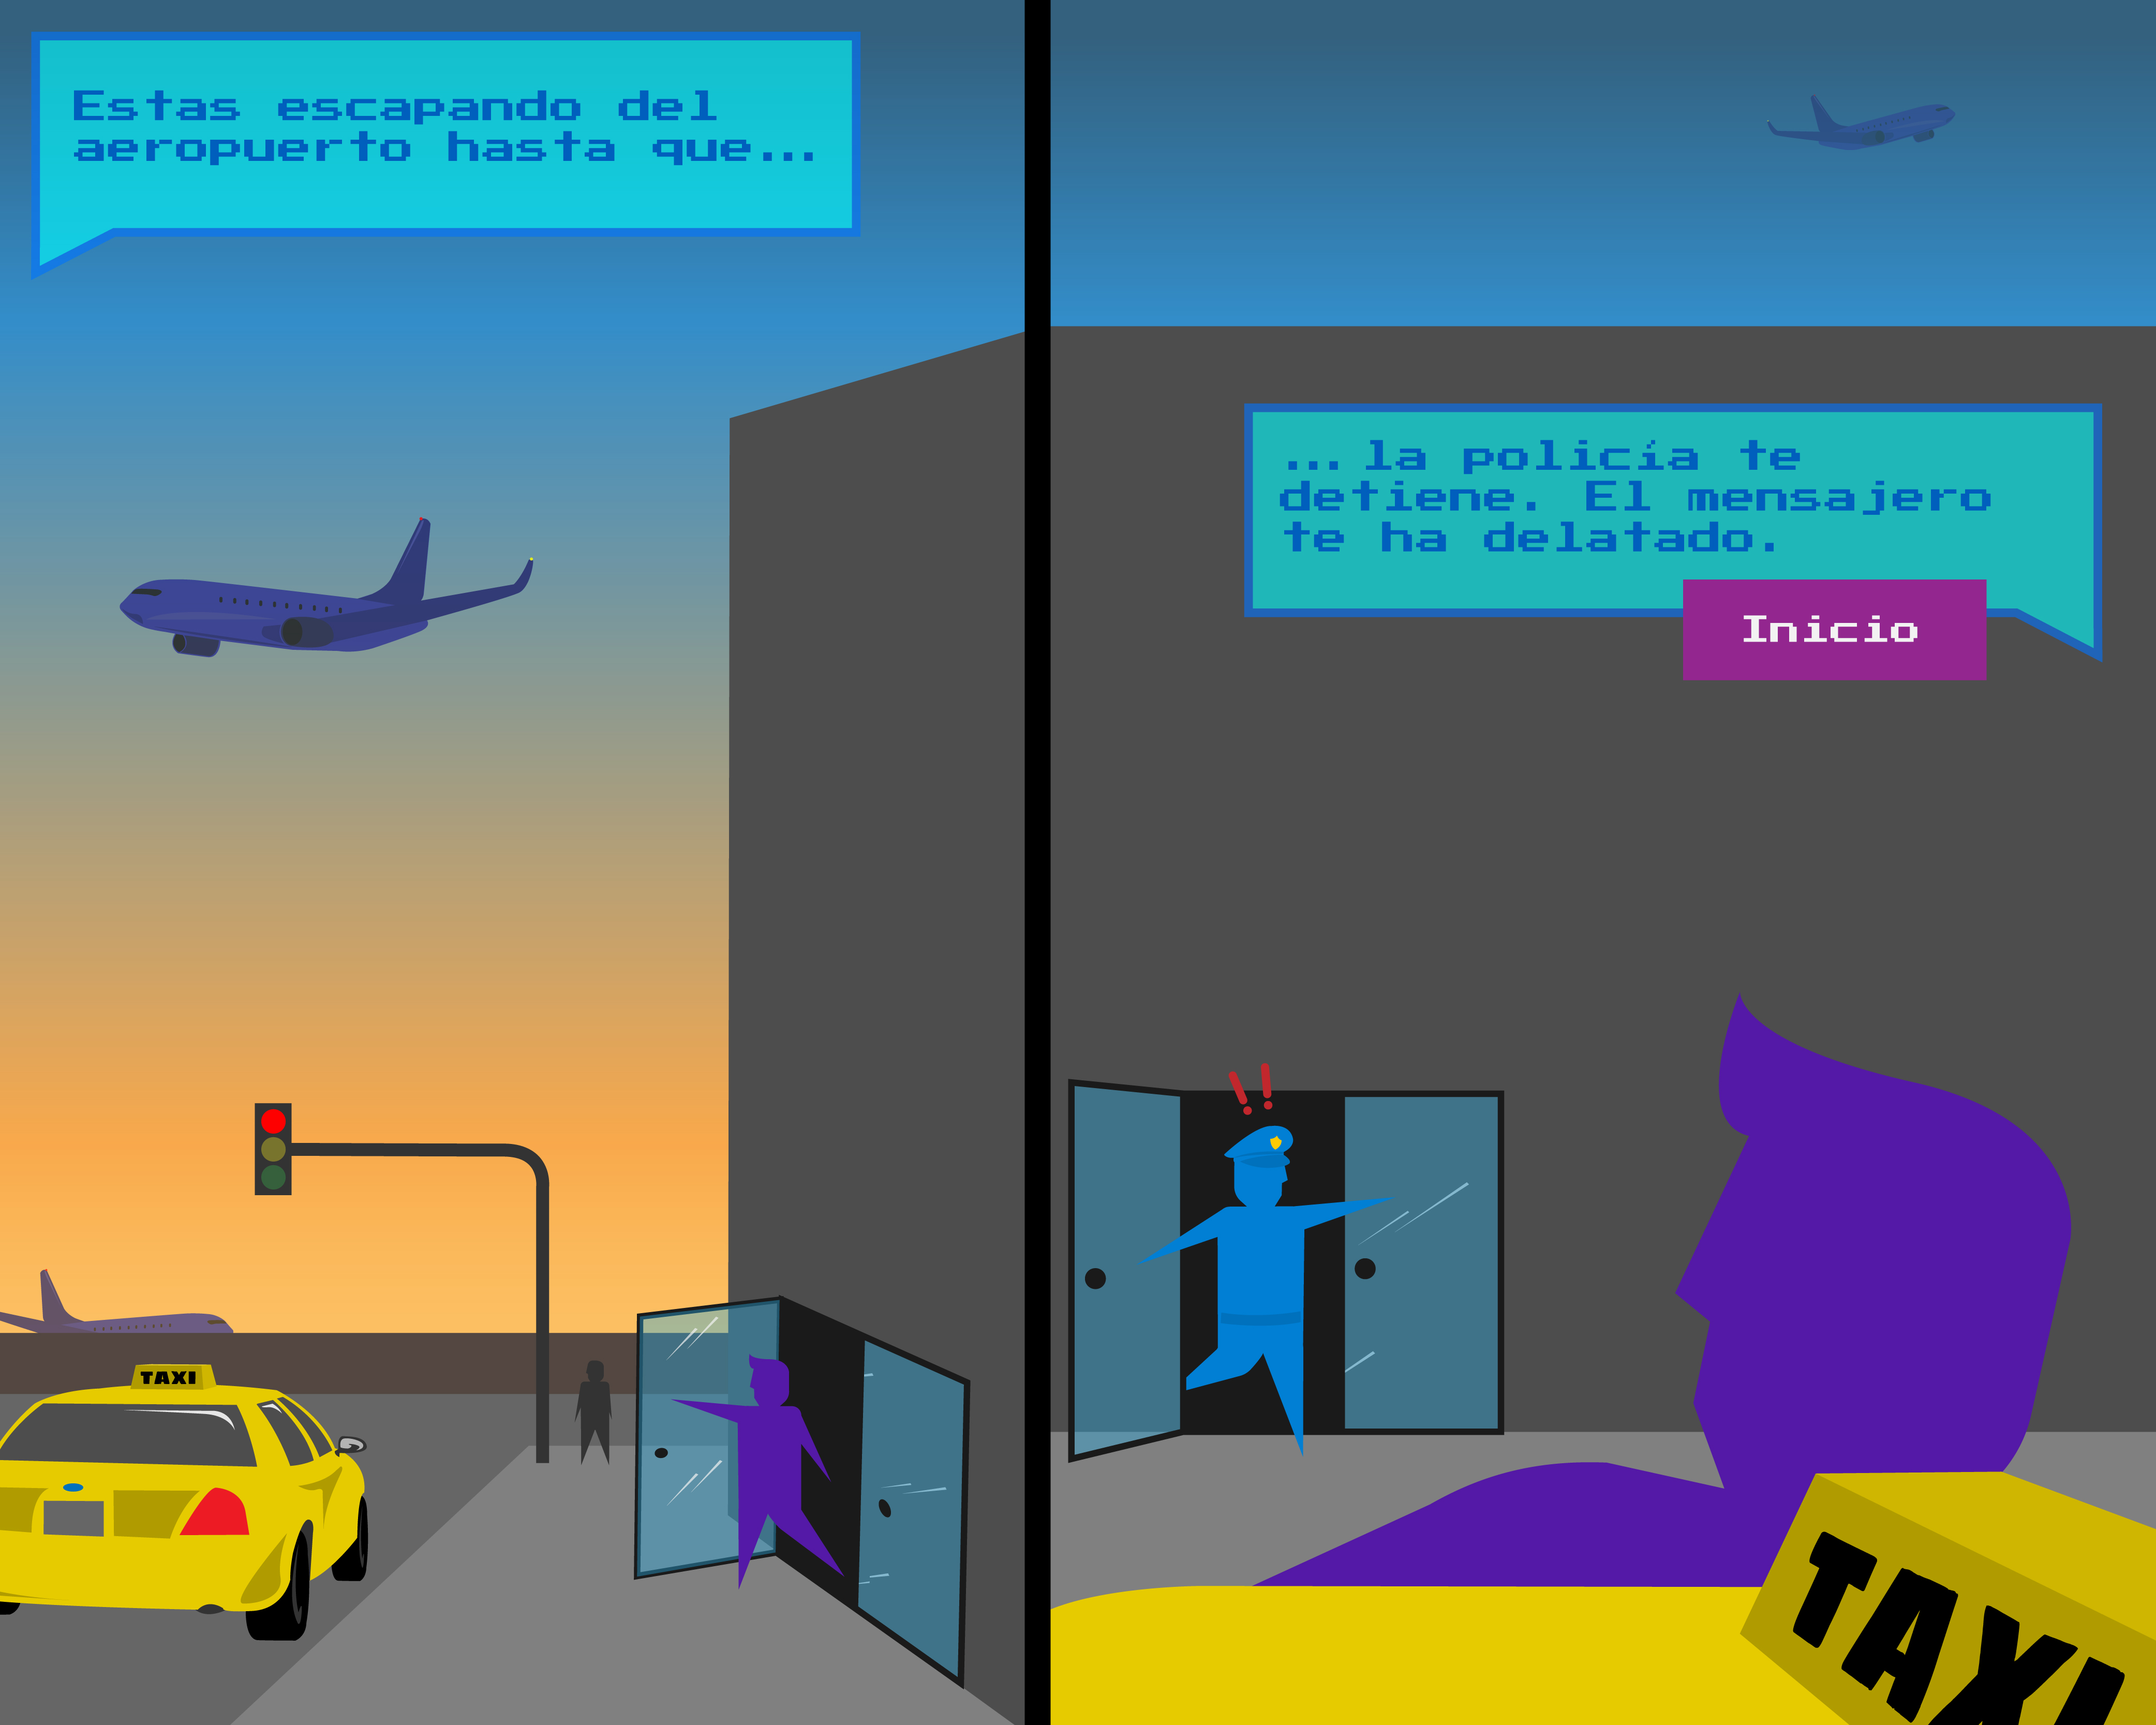 Estas escapando del
aeropuerto hasta que...
... la policía te
detiene. El mensajero
te ha delatado.
Inicio
TAXI
TAXI